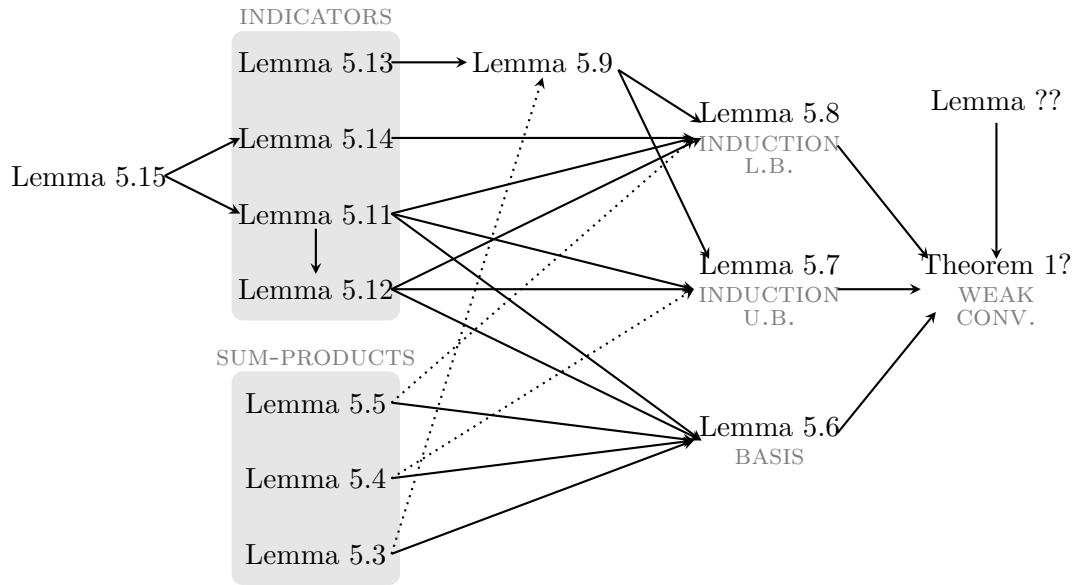 INDICATORS
Lemma 5.13
Lemma 5.9
Lemma 5.8
INDUCTION
L.B.
Lemma ??
Lemma 5.14
Lemma 5.15
Lemma 5.11
Lemma 5.12
Lemma 5.7
INDUCTION
U.B.
Theorem 1?
WEAK
CONV.
SUM-PRODUCTS
Lemma 5.5
Lemma 5.4
Lemma 5.3
Lemma 5.6
BASIS